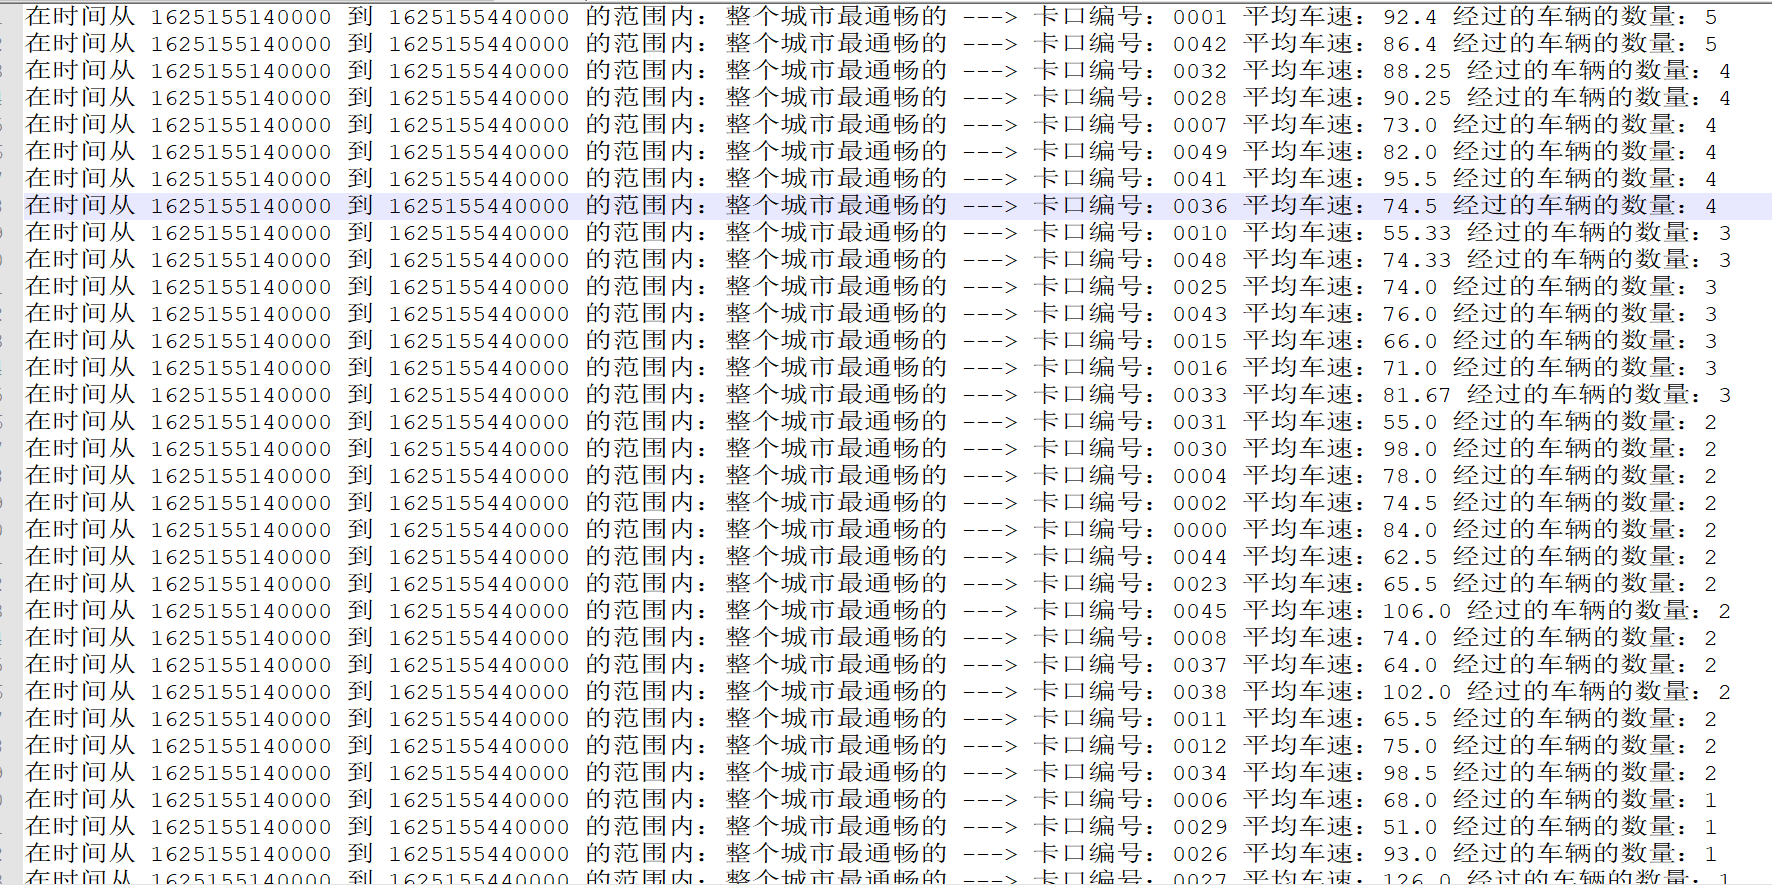 在时间从 1625155140000 到 1625155440000 的范围内：整个城市最通畅的 ---> 卡口编号：0001 平均车速：92.4 经过的车辆的数量：5
在时间从 1625155140000 到 1625155440000 的范围内：整个城市最通畅的 ---> 卡口编号：0042 平均车速：86.4 经过的车辆的数量：5
在时间从 1625155140000 到 1625155440000 的范围内：整个城市最通畅的 ---> 卡口编号：0032 平均车速：88.25 经过的车辆的数量：4
在时间从 1625155140000 到 1625155440000 的范围内：整个城市最通畅的 ---> 卡口编号：0028 平均车速：90.25 经过的车辆的数量：4
在时间从 1625155140000 到 1625155440000 的范围内：整个城市最通畅的 ---> 卡口编号：0007 平均车速：73.0 经过的车辆的数量：4
在时间从 1625155140000 到 1625155440000 的范围内：整个城市最通畅的 ---> 卡口编号：0049 平均车速：82.0 经过的车辆的数量：4
在时间从 1625155140000 到 1625155440000 的范围内：整个城市最通畅的 ---> 卡口编号：0041 平均车速：95.5 经过的车辆的数量：4
在时间从 1625155140000 到 1625155440000 的范围内：整个城市最通畅的 ---> 卡口编号：0036 平均车速：74.5 经过的车辆的数量：4
在时间从 1625155140000 到 1625155440000 的范围内：整个城市最通畅的 ---> 卡口编号：0010 平均车速：55.33 经过的车辆的数量：3
在时间从 1625155140000 到 1625155440000 的范围内：整个城市最通畅的 ---> 卡口编号：0048 平均车速：74.33 经过的车辆的数量：3
在时间从 1625155140000 到 1625155440000 的范围内：整个城市最通畅的 ---> 卡口编号：0025 平均车速：74.0 经过的车辆的数量：3
在时间从 1625155140000 到 1625155440000 的范围内：整个城市最通畅的 ---> 卡口编号：0043 平均车速：76.0 经过的车辆的数量：3
在时间从 1625155140000 到 1625155440000 的范围内：整个城市最通畅的 ---> 卡口编号：0015 平均车速：66.0 经过的车辆的数量：3
在时间从 1625155140000 到 1625155440000 的范围内：整个城市最通畅的 ---> 卡口编号：0016 平均车速：71.0 经过的车辆的数量：3
在时间从 1625155140000 到 1625155440000 的范围内：整个城市最通畅的 ---> 卡口编号：0033 平均车速：81.67 经过的车辆的数量：3
在时间从 1625155140000 到 1625155440000 的范围内：整个城市最通畅的 ---> 卡口编号：0031 平均车速：55.0 经过的车辆的数量：2
在时间从 1625155140000 到 1625155440000 的范围内：整个城市最通畅的 ---> 卡口编号：0030 平均车速：98.0 经过的车辆的数量：2
在时间从 1625155140000 到 1625155440000 的范围内：整个城市最通畅的 ---> 卡口编号：0004 平均车速：78.0 经过的车辆的数量：2
在时间从 1625155140000 到 1625155440000 的范围内：整个城市最通畅的 ---> 卡口编号：0002 平均车速：74.5 经过的车辆的数量：2
在时间从 1625155140000 到 1625155440000 的范围内：整个城市最通畅的 ---> 卡口编号：0000 平均车速：84.0 经过的车辆的数量：2
在时间从 1625155140000 到 1625155440000 的范围内：整个城市最通畅的 ---> 卡口编号：0044 平均车速：62.5 经过的车辆的数量：2
在时间从 1625155140000 到 1625155440000 的范围内：整个城市最通畅的 ---> 卡口编号：0023 平均车速：65.5 经过的车辆的数量：2
在时间从 1625155140000 到 1625155440000 的范围内：整个城市最通畅的 ---> 卡口编号：0045 平均车速：106.0 经过的车辆的数量：2
在时间从 1625155140000 到 1625155440000 的范围内：整个城市最通畅的 ---> 卡口编号：0008 平均车速：74.0 经过的车辆的数量：2
在时间从 1625155140000 到 1625155440000 的范围内：整个城市最通畅的 ---> 卡口编号：0037 平均车速：64.0 经过的车辆的数量：2
在时间从 1625155140000 到 1625155440000 的范围内：整个城市最通畅的 ---> 卡口编号：0038 平均车速：102.0 经过的车辆的数量：2
在时间从 1625155140000 到 1625155440000 的范围内：整个城市最通畅的 ---> 卡口编号：0011 平均车速：65.5 经过的车辆的数量：2
在时间从 1625155140000 到 1625155440000 的范围内：整个城市最通畅的 ---> 卡口编号：0012 平均车速：75.0 经过的车辆的数量：2
在时间从 1625155140000 到 1625155440000 的范围内：整个城市最通畅的 ---> 卡口编号：0034 平均车速：98.5 经过的车辆的数量：2
在时间从 1625155140000 到 1625155440000 的范围内：整个城市最通畅的 ---> 卡口编号：0006 平均车速：68.0 经过的车辆的数量：1
在时间从 1625155140000 到 1625155440000 的范围内：整个城市最通畅的 ---> 卡口编号：0029 平均车速：51.0 经过的车辆的数量：1
在时间从 1625155140000 到 1625155440000 的范围内：整个城市最通畅的 ---> 卡口编号：0026 平均车速：93.0 经过的车辆的数量：1
在时间从 1625155140000 到 1625155440000 的范围内：整个城市最通畅的 ---> 卡口编号：0027 平均车速：126.0 经过的车辆的数量：1